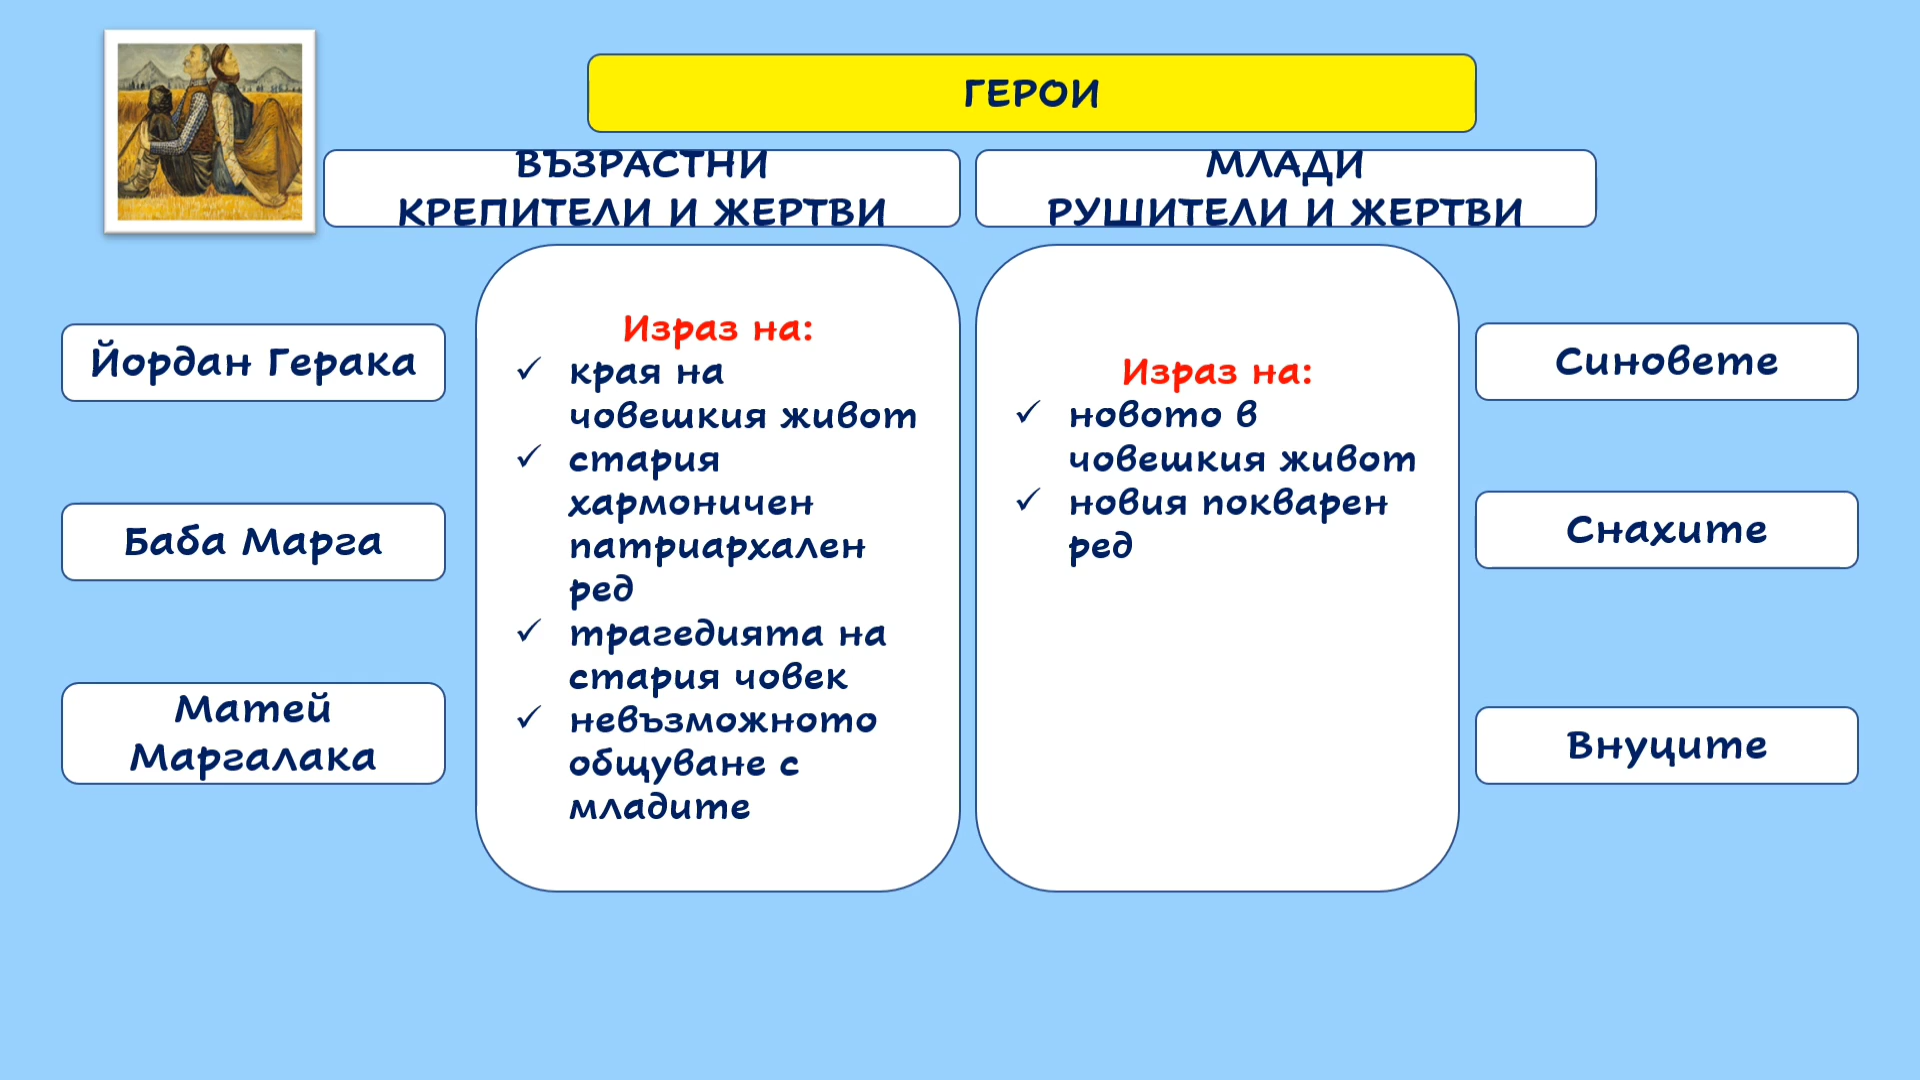 ГЕРОИ
ВЪЗРАСТНИ
КРЕПИТЕЛИ И ЖЕРТВИ
МЛАДИ
РУШИТЕЛИ И ЖЕРТВИ
Йордан Герака
Баба Марга
Матей
Маргалака
Израз на:
✓ края на
човешкия живот
✓ стария
хармоничен
патриархален
ред
✓ трагедията на
стария човек
✓ невъзможното
общуване с
младите
Израз на:
✓ новото в
човешкия живот
✓ новия покварен
ред
Синовете
Снахите
Внуците